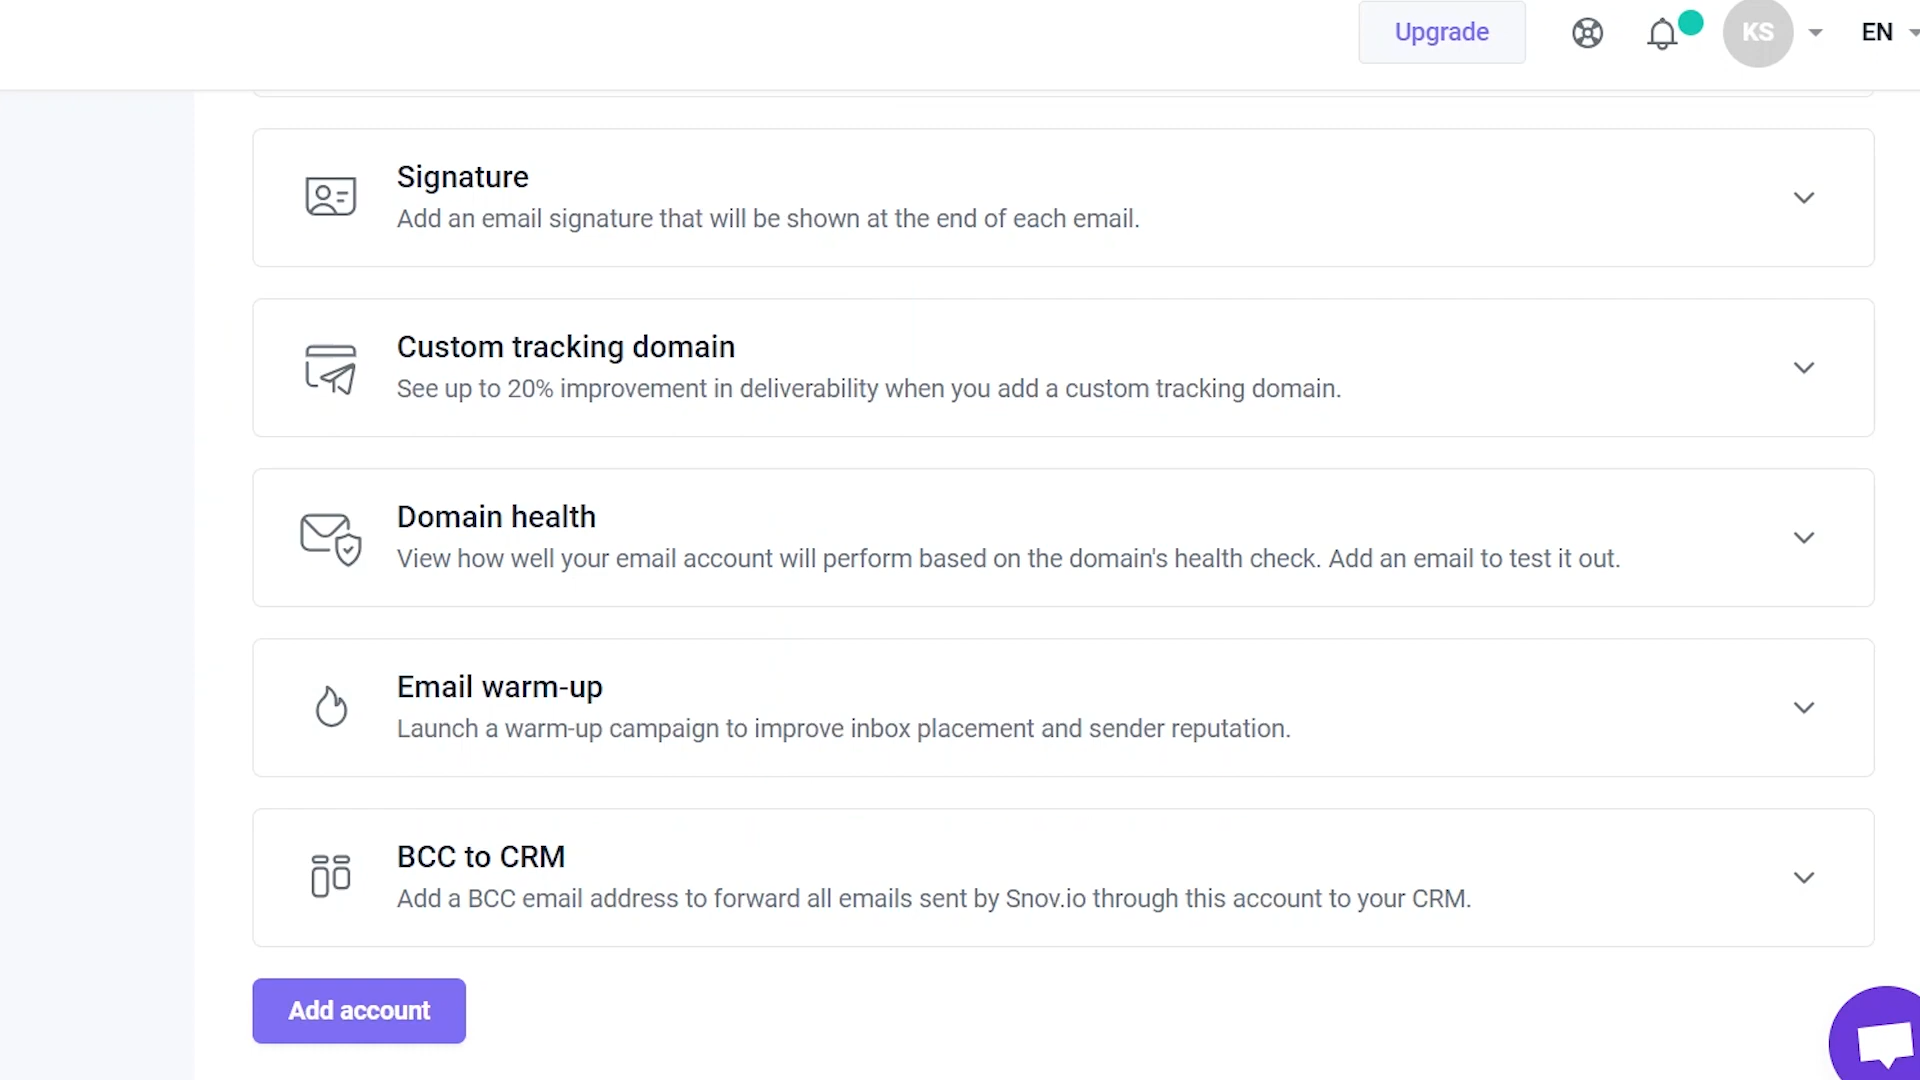 Upgrade
KS
EN
Signature
Add an email signature that will be shown at the end of each email.
Custom tracking domain
See up to 20% improvement in deliverability when you add a custom tracking domain.
Domain health
View how well your email account will perform based on the domain's health check. Add an email to test it out.
Email warm-up
Launch a warm-up campaign to improve inbox placement and sender reputation.
BCC to CRM
Add a BCC email address to forward all emails sent by Snov.io through this account to your CRM.
Add account